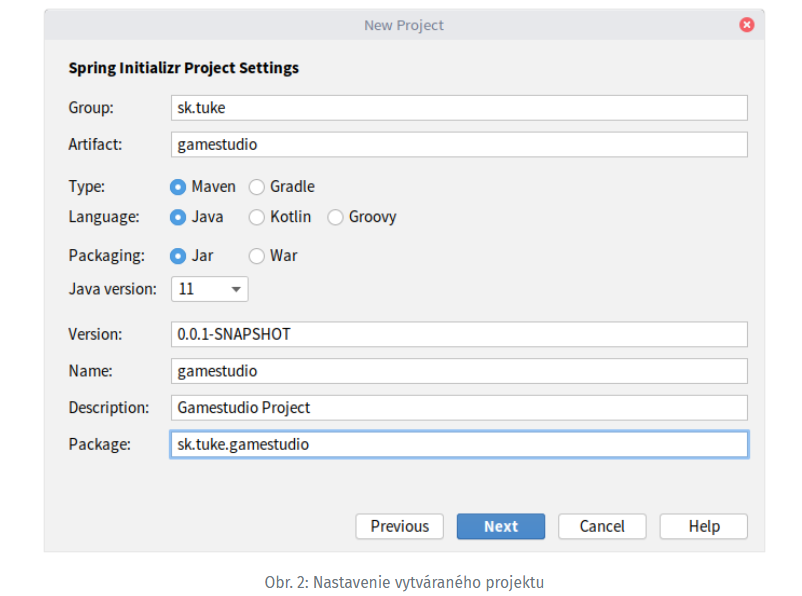 New Project
Spring Initializr Project Settings
Group: sk.tuke
Artifact: gamestudio
Type: Maven Gradle
Language: Java Kotlin Groovy
Packaging: Jar War
Java version: 11
Version: 0.0.1-SNAPSHOT
Name: gamestudio
Description: Gamestudio Project
Package: sk.tuke.gamestudio
Previous Next Cancel Help
Obr. 2: Nastavenie vytváraného projektu